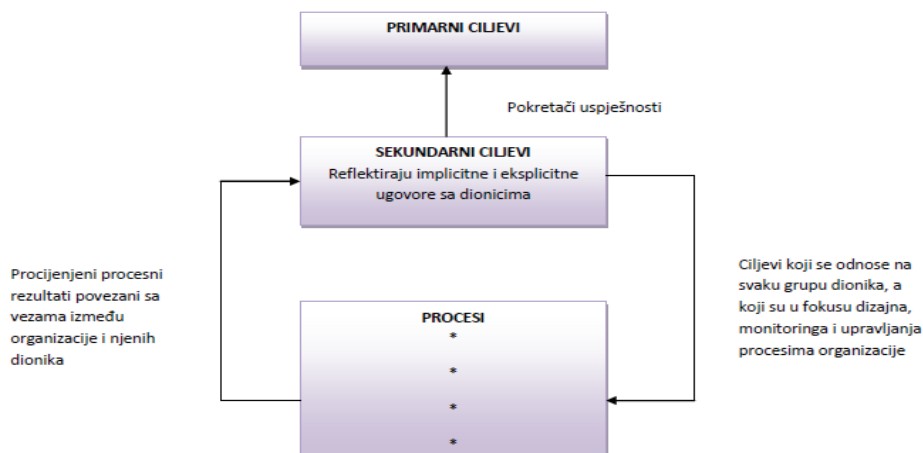 PRIMARNI CILJEVI
Pokretači uspješnosti
SEKUNDARNI CILJEVI
Reflektiraju implicitne i eksplicitne
ugovore sa dionicima
Procijenjeni procesni
rezultati povezani sa
vezama između
organizacije i njenih
dionika
Ciljevi koji se odnose na
svaku grupu dionika, a
koji su u fokusu dizajna,
monitoringa i upravljanja
procesima organizacije
PROCESI
*
*
*
*